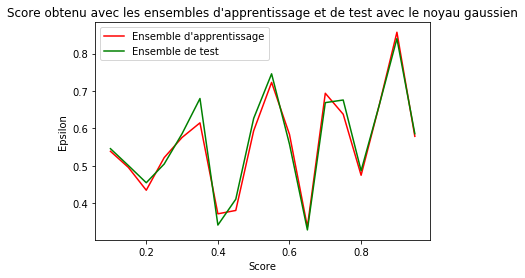 Score obtenu avec les ensembles d'apprentissage et de test avec le noyau gaussien
Ensemble d'apprentissage
Ensemble de test
0.8
0.7
0.6
0.5
0.4
Epsilon
0.2
0.4
0.6
0.8
Score